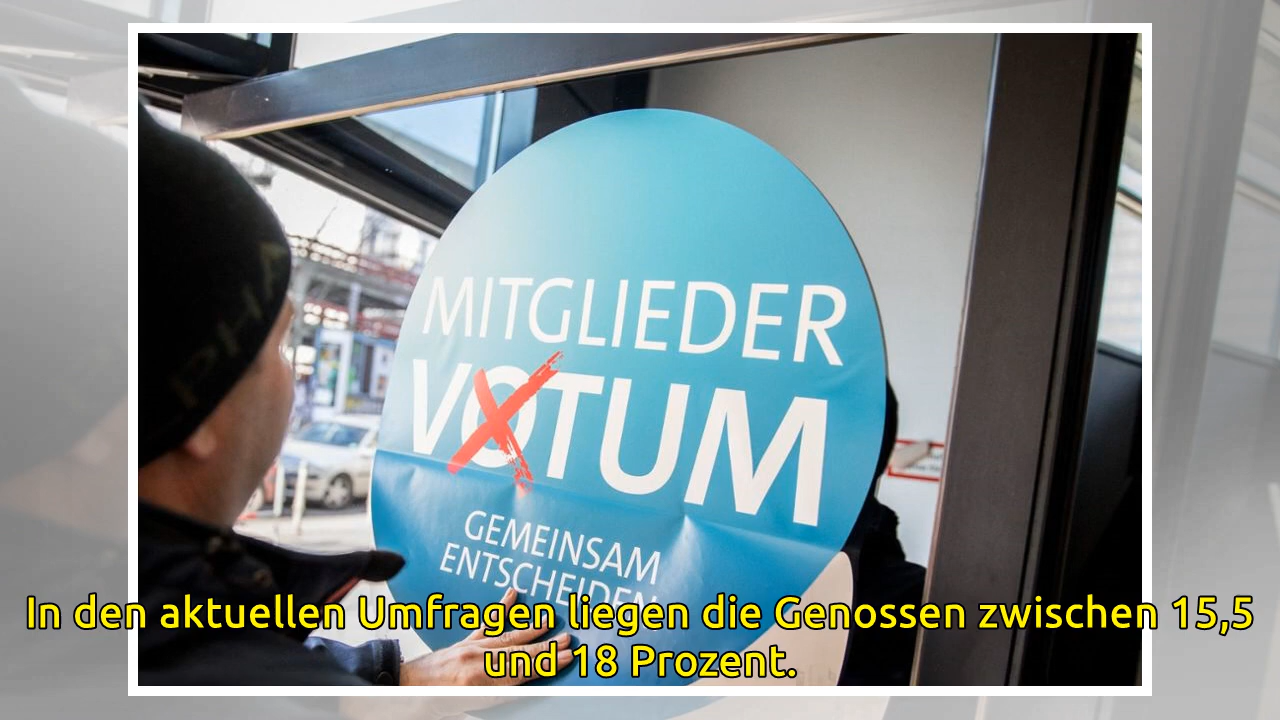 MITGLIEDER
VOTUM
GEMEINSAM
ENTSCHEIDEN
In den aktuellen Umfragen liegen die Genossen zwischen 15,5
und 18 Prozent.